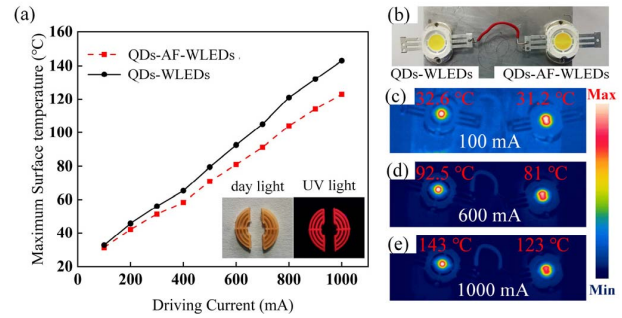 (a)
Maximum Surface temperature (℃)
160
140
120
100
80
60
40
20
QDs-AF-WLEDs
QDs-WLEDs
day light
UV light
0 200 400 600 800 1000
Driving Current (mA)
(b)
QDs-WLEDs QDs-AF-WLEDs
(c)
32.6 ℃ 31.2 ℃
100 mA
(d)
92.5 ℃ 81 ℃
600 mA
(e)
143 ℃ 123 ℃
1000 mA
Max
Min